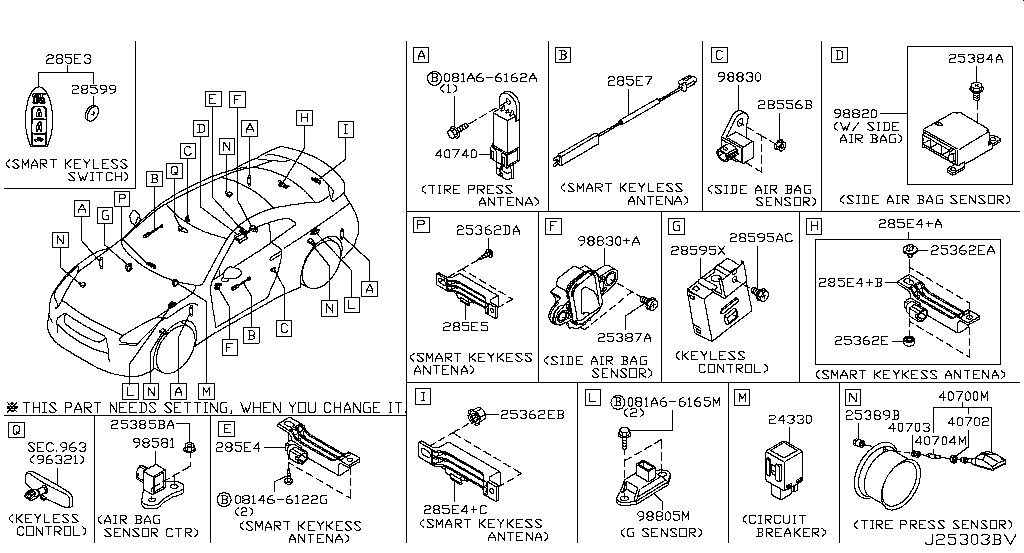 285E3
28599
(SMART KEYLESS
SWITCH)
A
B 081A6-6162A
(1)
40740
(TIRE PRESS
ANTENA)
B
285E7
(SMART KEYLESS
ANTENA)
C
98830
28556B
(SIDE AIR BAG
SENSOR)
D
25384A
98820
(W/ SIDE
AIR BAG)
(SIDE AIR BAG SENSOR)
E
F
D
A
H
I
N
C
Q
B
P
G
A
N
P
25362DA
285E5
(SMART KEYKESS
ANTENA)
F
98830+A
25387A
(SIDE AIR BAG
SENSOR)
G
28595X
28595AC
(KEYLESS
CONTROL)
H
285E4+A
25362EA
285E4+B
25362E
(SMART KEYKESS ANTENA)
A
L
N
C
B
F
L
N
A
M
※ THIS PART NEEDS SETTING, WHEN YOU CHANGE IT.
Q
SEC.963
(96321)
(KEYLESS
CONTROL)
25385BA
98581
(AIR BAG
SENSOR CTR)
E
285E4
B 08146-6122G
(2)
(SMART KEYKESS
ANTENA)
I
25362EB
285E4+C
(SMART KEYKESS
ANTENA)
L
B 081A6-6165M
(2)
98805M
(G SENSOR)
M
24330
(CIRCUIT
BREAKER)
N
40700M
25389B
40703
40702
40704M
(TIRE PRESS SENSOR)
J25303BV